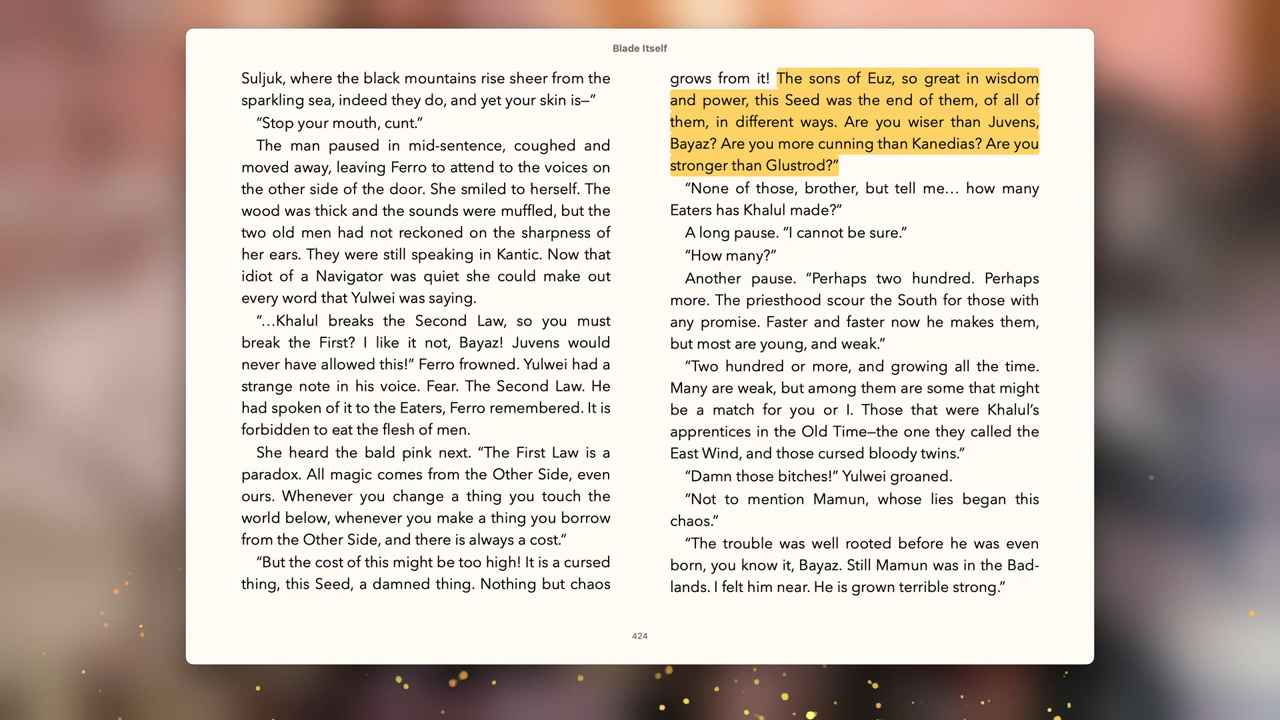 Blade Itself
Suljuk, where the black mountains rise sheer from the
sparkling sea, indeed they do, and yet your skin is—"
"Stop your mouth, cunt."
The man paused in mid-sentence, coughed and
moved away, leaving Ferro to attend to the voices on
the other side of the door. She smiled to herself. The
wood was thick and the sounds were muffled, but the
two old men had not reckoned on the sharpness of
her ears. They were still speaking in Kantic. Now that
idiot of a Navigator was quiet she could make out
every word that Yulwei was saying.
"…Khalul breaks the Second Law, so you must
break the First? I like it not, Bayaz! Juvens would
never have allowed this!" Ferro frowned. Yulwei had a
strange note in his voice. Fear. The Second Law. He
had spoken of it to the Eaters, Ferro remembered. It is
forbidden to eat the flesh of men.
She heard the bald pink next. "The First Law is a
paradox. All magic comes from the Other Side, even
ours. Whenever you change a thing you touch the
world below, whenever you make a thing you borrow
from the Other Side, and there is always a cost."
"But the cost of this might be too high! It is a cursed
thing, this Seed, a damned thing. Nothing but chaos
grows from it! The sons of Euz, so great in wisdom
and power, this Seed was the end of them, of all of
them, in different ways. Are you wiser than Juvens,
Bayaz? Are you more cunning than Kanedias? Are you
stronger than Glustrod?"
"None of those, brother, but tell me… how many
Eaters has Khalul made?"
A long pause. "I cannot be sure."
"How many?"
Another pause. "Perhaps two hundred. Perhaps
more. The priesthood scour the South for those with
any promise. Faster and faster now he makes them,
but most are young, and weak."
"Two hundred or more, and growing all the time.
Many are weak, but among them are some that might
be a match for you or I. Those that were Khalul's
apprentices in the Old Time—the one they called the
East Wind, and those cursed bloody twins."
"Damn those bitches!" Yulwei groaned.
"Not to mention Mamun, whose lies began this
chaos."
"The trouble was well rooted before he was even
born, you know it, Bayaz. Still Mamun was in the Bad-
lands. I felt him near. He is grown terrible strong."
424